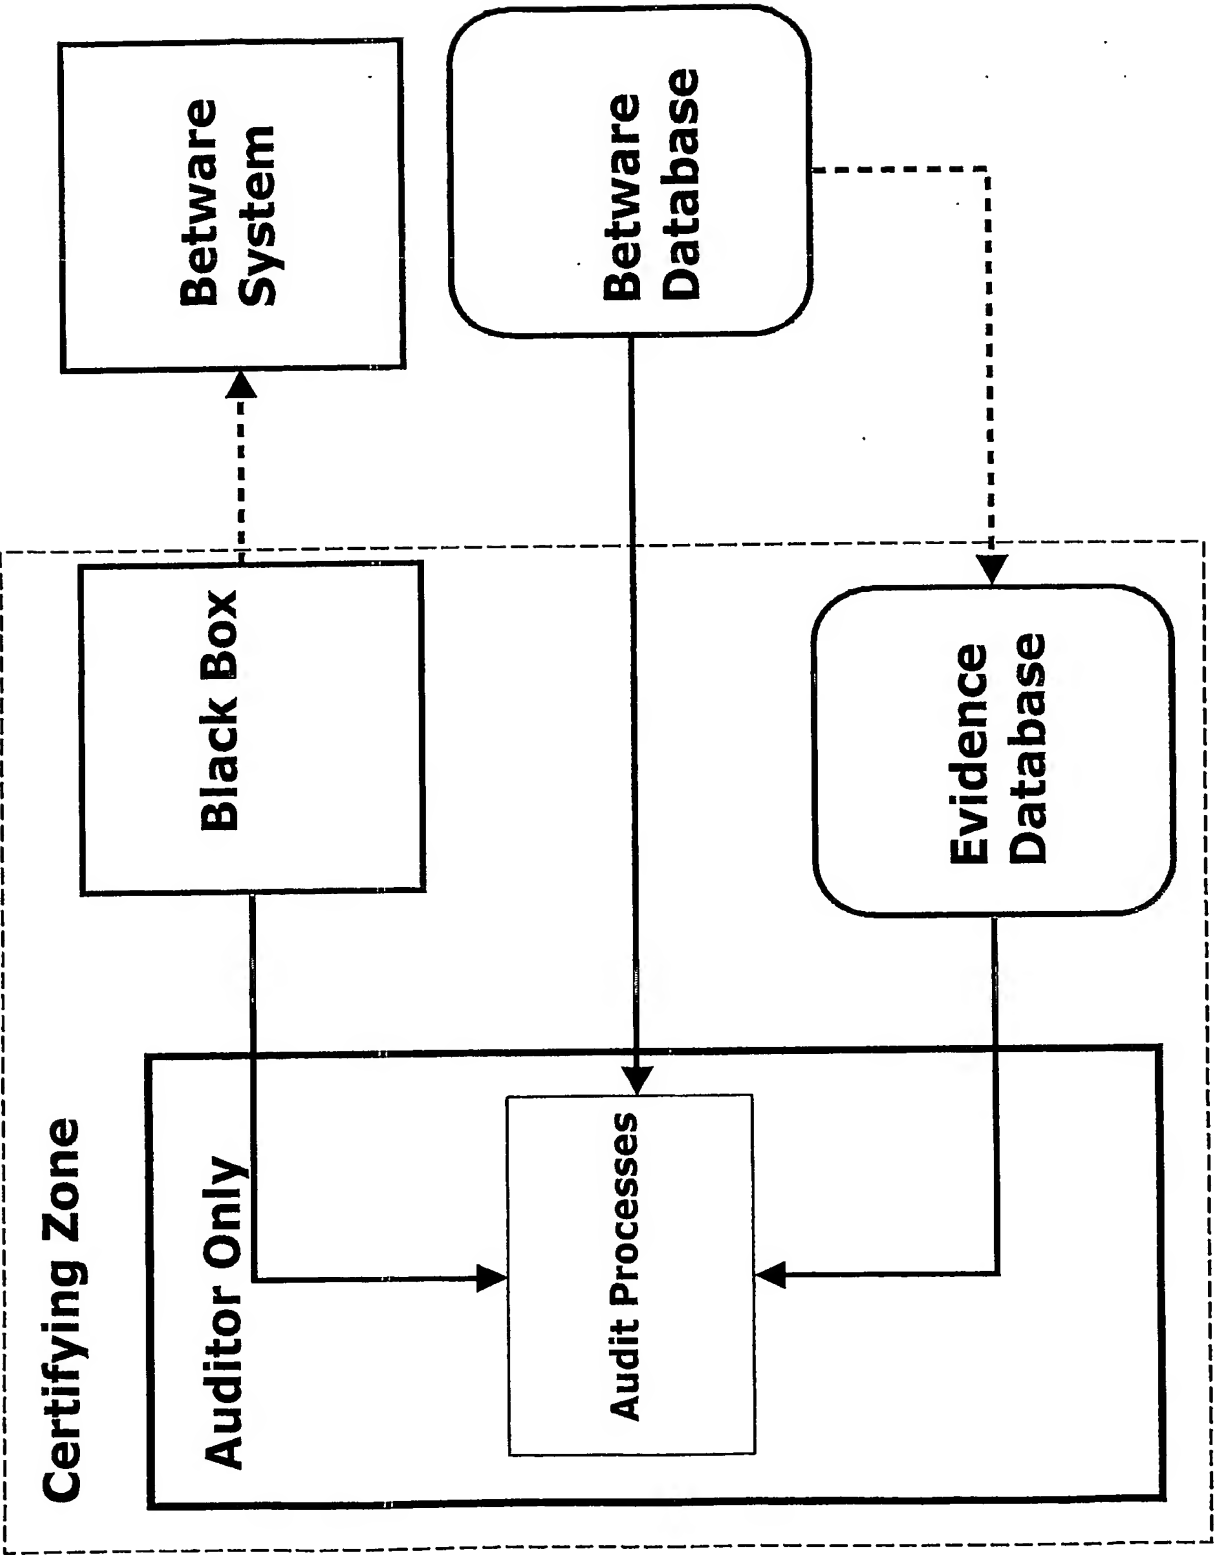 Certifying Zone
Auditor Only
Audit Processes
Black Box
Evidence
Database
Betware
System
Betware
Database